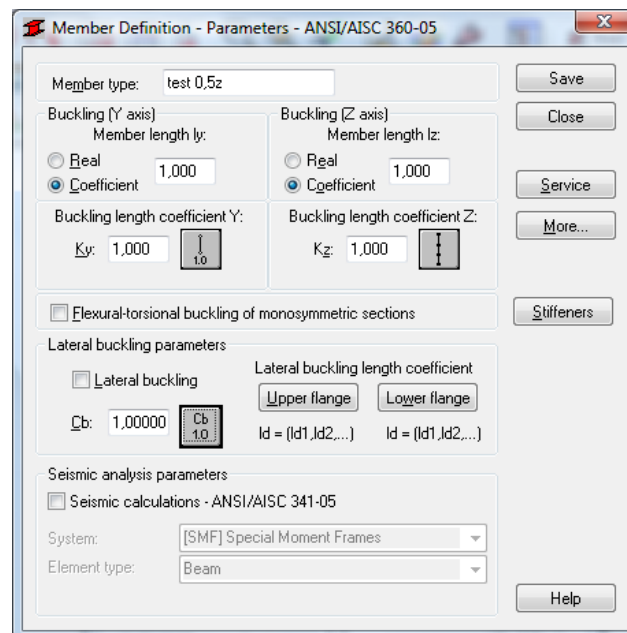 Member Definition - Parameters - ANSI/AISC 360-05
Member type: test 0,5z
Save
Buckling (Y axis)
Buckling (Z axis)
Close
Member length ly:
Member length lz:
Real
1,000
Coefficient
Real
1,000
Coefficient
Service
Buckling length coefficient Y:
Buckling length coefficient Z:
More...
Ky: 1,000
1.0
Kz: 1,000
Flexural-torsional buckling of monosymmetric sections
Stiffeners
Lateral buckling parameters
Lateral buckling
Lateral buckling length coefficient
Upper flange
Lower flange
Cb: 1,00000
Cb
1.0
ld = (ld1,ld2,...)
ld = (ld1,ld2,...)
Seismic analysis parameters
Seismic calculations - ANSI/AISC 341-05
System: [SMF] Special Moment Frames
Element type: Beam
Help